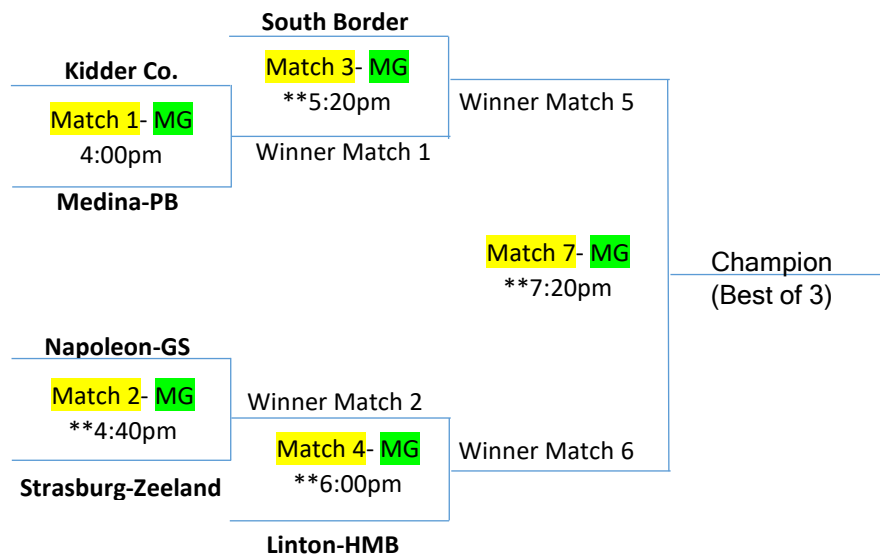 South Border
Kidder Co.
Match 3- MG
**5:20pm
Winner Match 5
Match 1- MG
4:00pm
Winner Match 1
Medina-PB
Match 7- MG
**7:20pm
Champion
(Best of 3)
Napoleon-GS
Match 2- MG
**4:40pm
Winner Match 2
Match 4- MG
**6:00pm
Winner Match 6
Strasburg-Zeeland
Linton-HMB